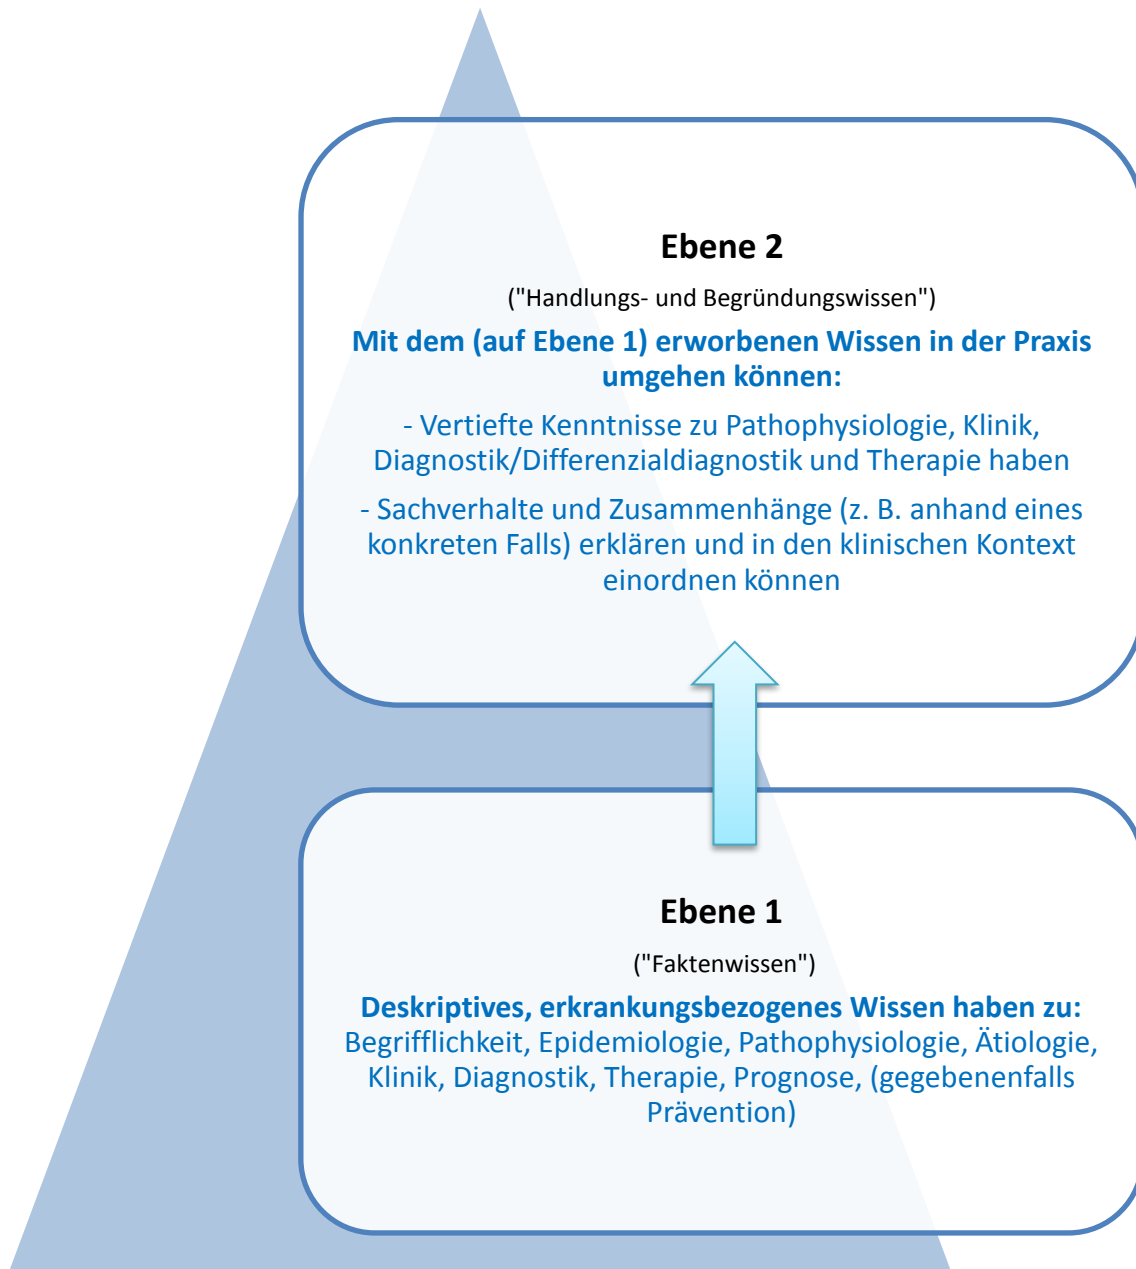 Ebene 2
("Handlungs- und Begründungswissen")
Mit dem (auf Ebene 1) erworbenen Wissen in der Praxis
umgehen können:
- Vertiefte Kenntnisse zu Pathophysiologie, Klinik,
Diagnostik/Differenzialdiagnostik und Therapie haben
- Sachverhalte und Zusammenhänge (z. B. anhand eines
konkreten Falls) erklären und in den klinischen Kontext
einordnen können
Ebene 1
("Faktenwissen")
Deskriptives, erkrankungsbezogenes Wissen haben zu:
Begrifflichkeit, Epidemiologie, Pathophysiologie, Ätiologie,
Klinik, Diagnostik, Therapie, Prognose, (gegebenenfalls
Prävention)